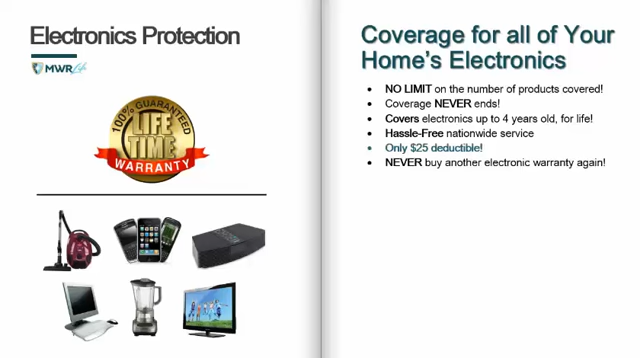 Electronics Protection
MWR Life
100% GUARANTEED
LIFE
TIME
WARRANTY
Coverage for all of Your
Home's Electronics
• NO LIMIT on the number of products covered!
• Coverage NEVER ends!
• Covers electronics up to 4 years old, for life!
• Hassle-Free nationwide service
• Only $25 deductible!
• NEVER buy another electronic warranty again!